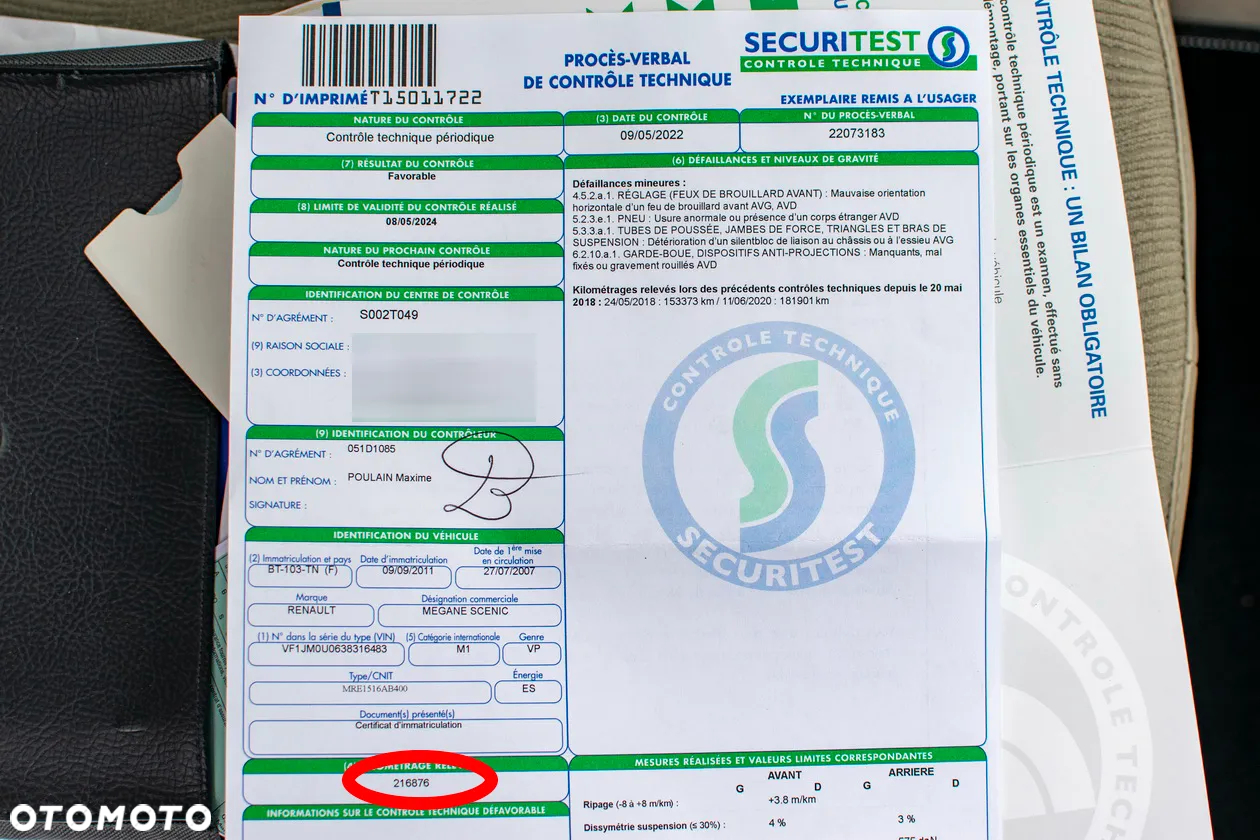 SECURITEST
CONTROLE TECHNIQUE
PROCÈS-VERBAL
DE CONTRÔLE TECHNIQUE
N° D'IMPRIMÉ T15011722
EXEMPLAIRE REMIS A L'USAGER
NATURE DU CONTRÔLE
Contrôle technique périodique
(3) DATE DU CONTRÔLE
09/05/2022
N° DU PROCÈS-VERBAL
22073183
(7) RÉSULTAT DU CONTRÔLE
Favorable
(8) LIMITE DE VALIDITÉ DU CONTRÔLE RÉALISÉ
08/05/2024
NATURE DU PROCHAIN CONTRÔLE
Contrôle technique périodique
IDENTIFICATION DU CENTRE DE CONTRÔLE
N° D'AGRÉMENT : S002T049
(9) RAISON SOCIALE :
(3) COORDONNÉES :
(9) IDENTIFICATION DU CONTRÔLEUR
N° D'AGRÉMENT : 051D1085
NOM ET PRÉNOM : POULAIN Maxime
SIGNATURE :
IDENTIFICATION DU VÉHICULE
(2) Immatriculation et pays
BT-103-TN (F)
Date d'immatriculation
09/09/2011
Date de 1ère mise
en circulation
27/07/2007
Marque
RENAULT
Désignation commerciale
MEGANE SCENIC
(1) N° dans la série du type (VIN)
VF1JM0U0638316483
(5) Catégorie internationale
M1
Genre
VP
Type/CNIT
MRE1516AB400
Énergie
ES
Document(s) présenté(s)
Certificat d'immatriculation
216876
INFORMATIONS SUR LE CONTRÔLE TECHNIQUE DÉFAVORABLE
(6) DÉFAILLANCES ET NIVEAUX DE GRAVITÉ
Défaillances mineures :
4.5.2.a.1. RÉGLAGE (FEUX DE BROUILLARD AVANT) : Mauvaise orientation
horizontale d'un feu de brouillard avant AVG, AVD
5.2.3.e.1. PNEU : Usure anormale ou présence d'un corps étranger AVD
5.3.3.a.1. TUBES DE POUSSÉE, JAMBES DE FORCE, TRIANGLES ET BRAS DE
SUSPENSION : Détérioration d'un silentbloc de liaison au châssis ou à l'essieu AVG
6.2.10.a.1. GARDE-BOUE, DISPOSITIFS ANTI-PROJECTIONS : Manquants, mal
fixés ou gravement rouillés AVD
Kilométrages relevés lors des précédents contrôles techniques depuis le 20 mai
2018 : 24/05/2018 : 153373 km / 11/06/2020 : 181901 km
CONTROLE TECHNIQUE
SECURITEST
MESURES RÉALISÉES ET VALEURS LIMITES CORRESPONDANTES
AVANT ARRIERE
G D G D
Ripage (-8 à +8 m/km) : +3.8 m/km
Dissymétrie suspension (≤ 30%) : 4 % 3 %
NTRÔLE TECHNIQUE : UN BILAN OBLIGATOIRE
contrôle technique périodique est un examen, effectué sans
démontage, portant sur les organes essentiels du véhicule.
ONTROLE TECHN
OTOMOTO